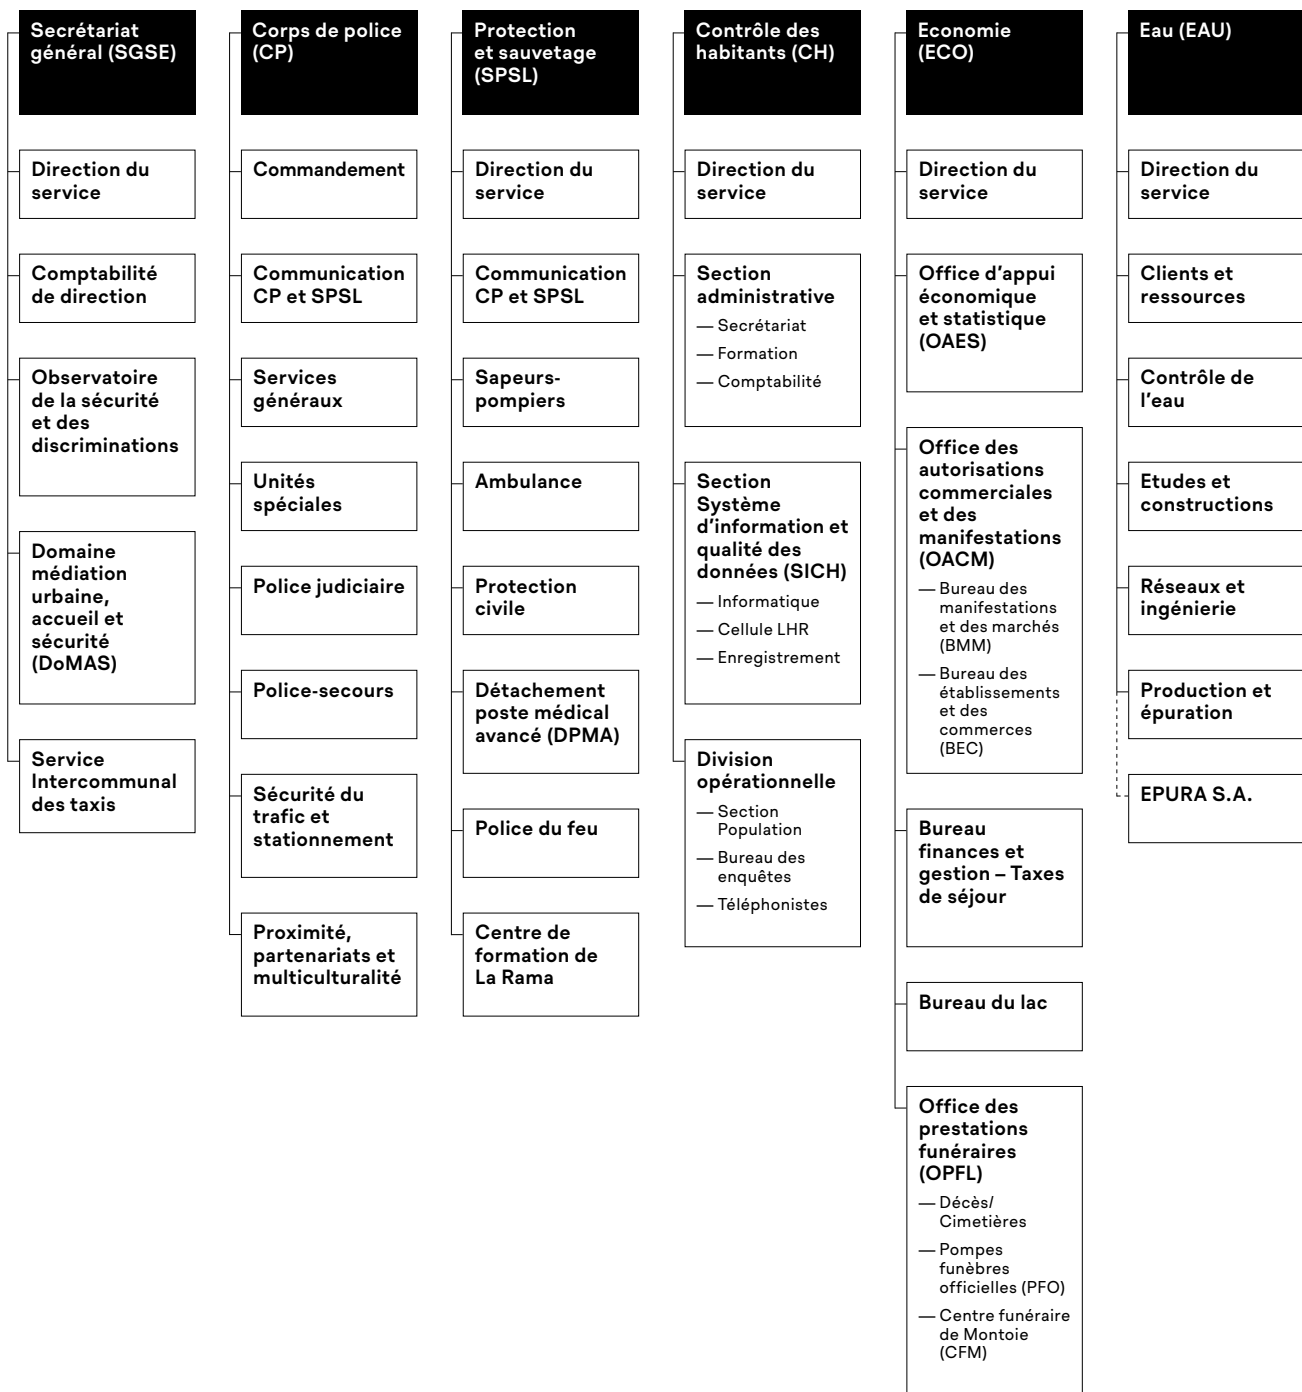 Secrétariat
général (SGSE)
Direction du
service
Comptabilité
de direction
Observatoire
de la sécurité
et des
discriminations
Domaine
médiation
urbaine,
accueil et
sécurité
(DoMAS)
Service
Intercommunal
des taxis
Corps de police
(CP)
Commandement
Communication
CP et SPSL
Services
généraux
Unités
spéciales
Police judiciaire
Police-secours
Sécurité du
trafic et
stationnement
Proximité,
partenariats et
multiculturalité
Protection
et sauvetage
(SPSL)
Direction du
service
Communication
CP et SPSL
Sapeurs-
pompiers
Ambulance
Protection
civile
Détachement
poste médical
avancé (DPMA)
Police du feu
Centre de
formation de
La Rama
Contrôle des
habitants (CH)
Direction du
service
Section
administrative
— Secrétariat
— Formation
— Comptabilité
Section
Système
d'information et
qualité des
données (SICH)
— Informatique
— Cellule LHR
— Enregistrement
Division
opérationnelle
— Section
Population
— Bureau des
enquêtes
— Téléphonistes
Economie
(ECO)
Direction du
service
Office d'appui
économique
et statistique
(OAES)
Office des
autorisations
commerciales
et des
manifestations
(OACM)
— Bureau des
manifestations
et des marchés
(BMM)
— Bureau des
établissements
et des
commerces
(BEC)
Bureau
finances et
gestion – Taxes
de séjour
Bureau du lac
Office des
prestations
funéraires
(OPFL)
— Décès/
Cimetières
— Pompes
funèbres
officielles (PFO)
— Centre funéraire
de Montoie
(CFM)
Eau (EAU)
Direction du
service
Clients et
ressources
Contrôle de
l'eau
Etudes et
constructions
Réseaux et
ingénierie
Production et
épuration
EPURA S.A.